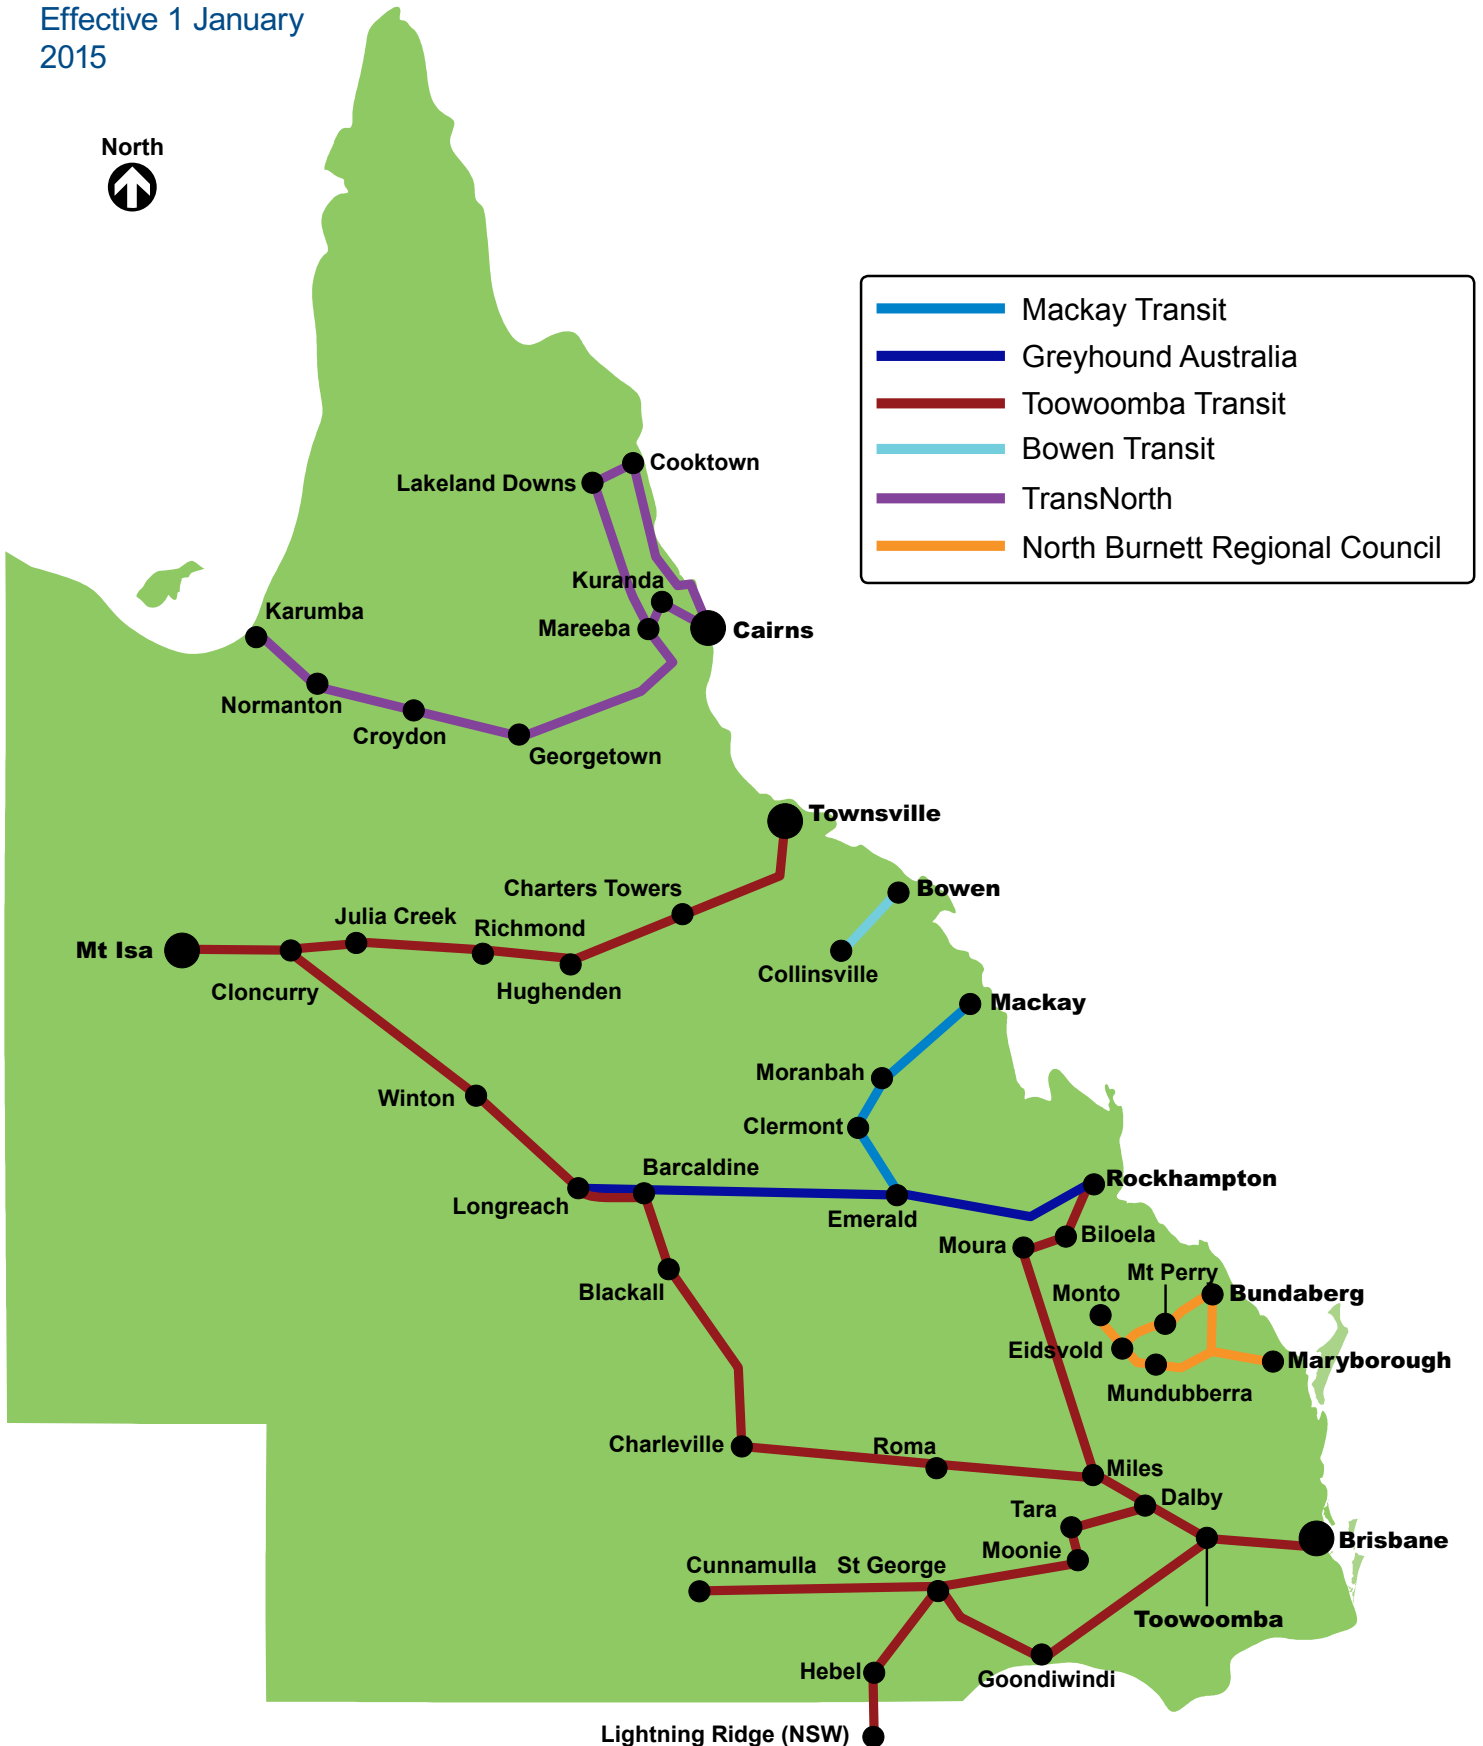 Effective 1 January
2015
North
Mackay Transit
Greyhound Australia
Toowoomba Transit
Bowen Transit
TransNorth
North Burnett Regional Council
Cooktown
Lakeland Downs
Kuranda
Karumba
Mareeba
Cairns
Normanton
Croydon
Georgetown
Townsville
Charters Towers
Bowen
Julia Creek
Richmond
Mt Isa
Collinsville
Cloncurry
Hughenden
Mackay
Moranbah
Winton
Clermont
Barcaldine
Rockhampton
Longreach
Emerald
Biloela
Moura
Mt Perry
Blackall
Monto
Bundaberg
Eidsvold
Maryborough
Mundubberra
Charleville
Roma
Miles
Dalby
Tara
Brisbane
Moonie
Cunnamulla
St George
Toowoomba
Hebel
Goondiwindi
Lightning Ridge (NSW)